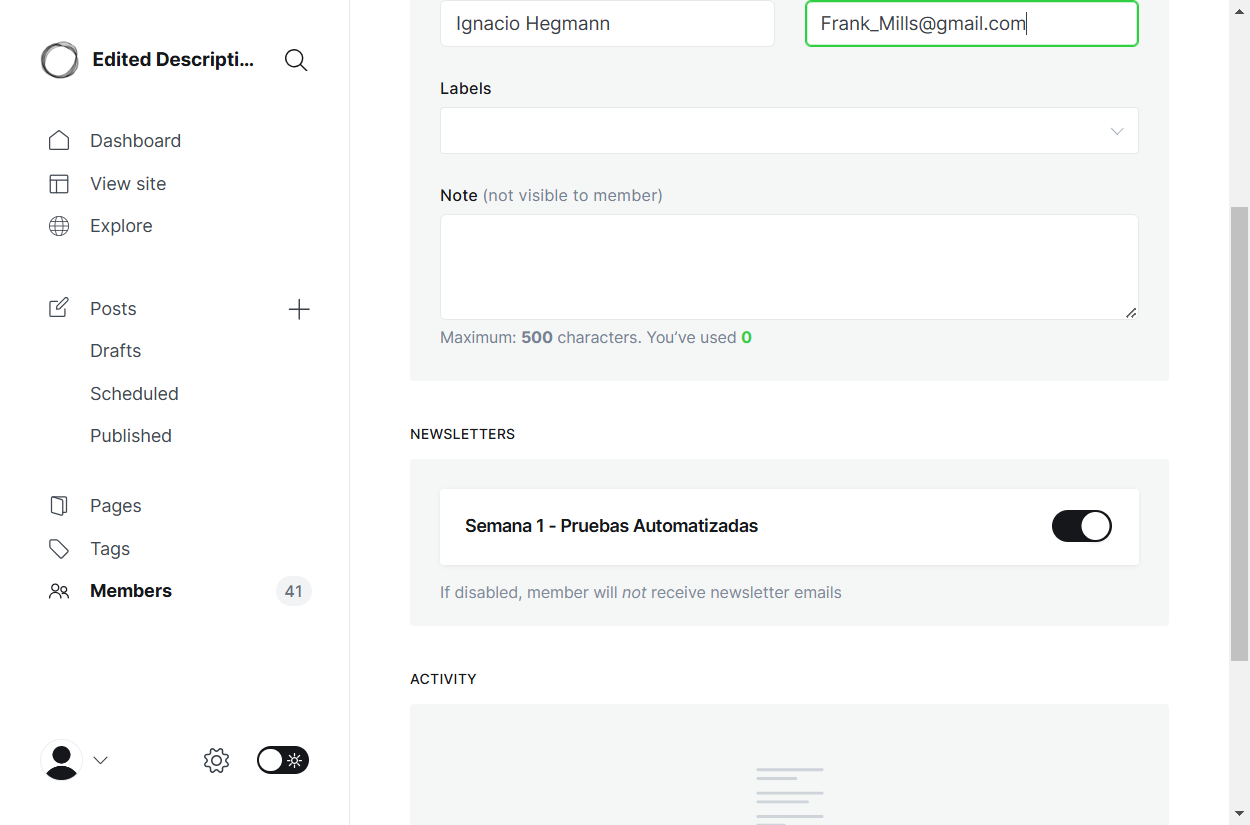 Edited Descripti...
Dashboard
View site
Explore
Posts
Drafts
Scheduled
Published
Pages
Tags
Members 41
Ignacio Hegmann Frank_Mills@gmail.com
Labels
Note (not visible to member)
Maximum: 500 characters. You’ve used 0
NEWSLETTERS
Semana 1 - Pruebas Automatizadas
If disabled, member will not receive newsletter emails
ACTIVITY